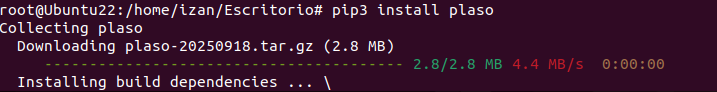 root@Ubuntu22:/home/izan/Escritorio# pip3 install plaso
Collecting plaso
  Downloading plaso-20250918.tar.gz (2.8 MB)
     ---------------------------------------- 2.8/2.8 MB 4.4 MB/s  0:00:00
  Installing build dependencies ... \